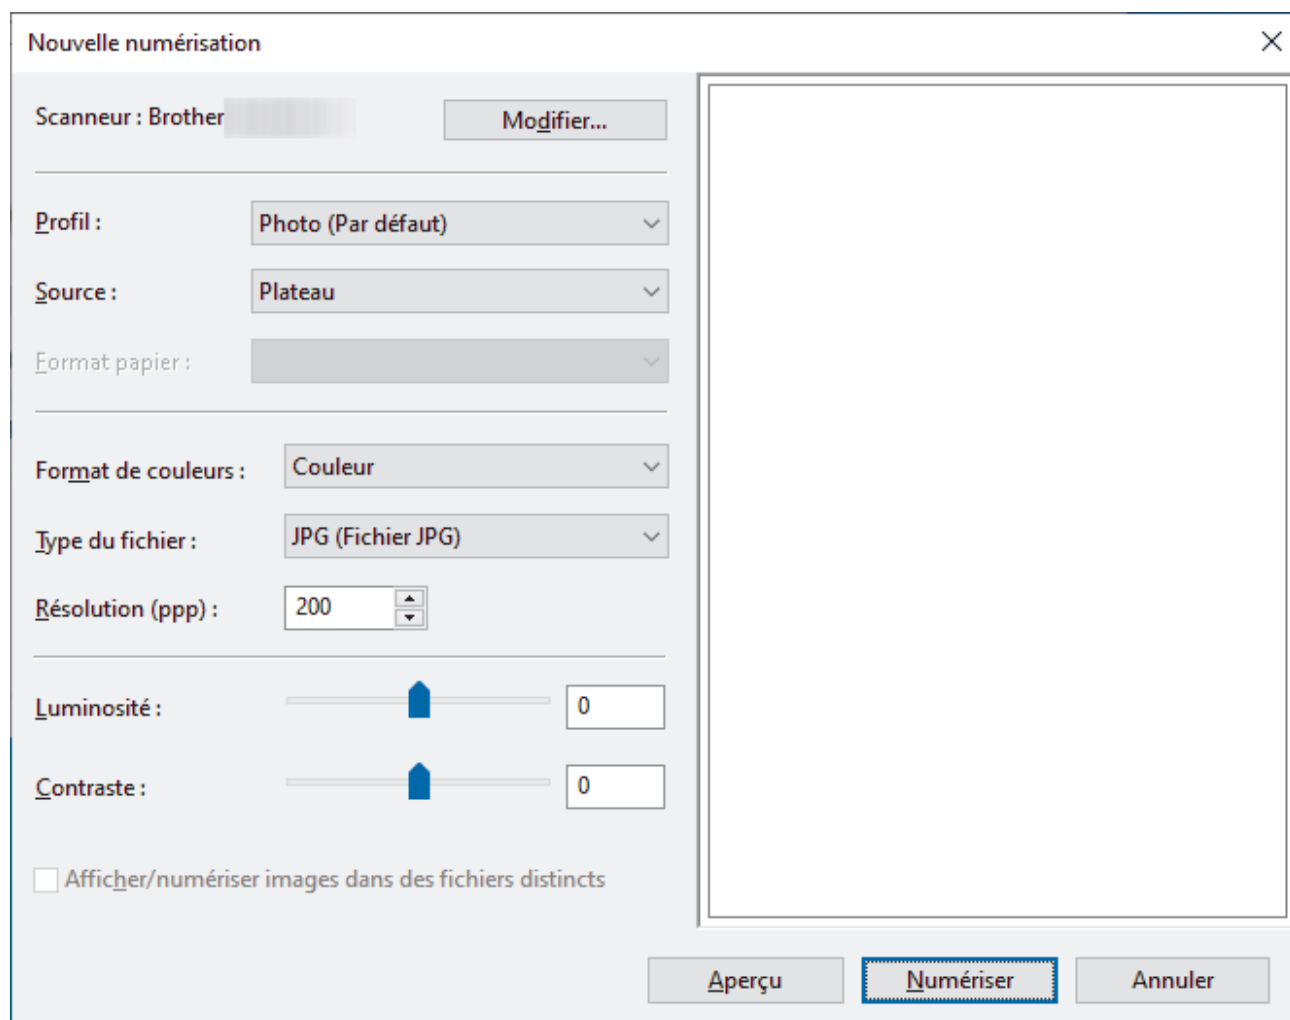 Nouvelle numérisation
Scanneur : Brother
Modifier...
Profil :
Photo (Par défaut)
Source :
Plateau
Format papier :
Format de couleurs :
Couleur
Type du fichier :
JPG (Fichier JPG)
Résolution (ppp) :
200
Luminosité :
0
Contraste :
0
Afficher/numériser images dans des fichiers distincts
Aperçu
Numériser
Annuler